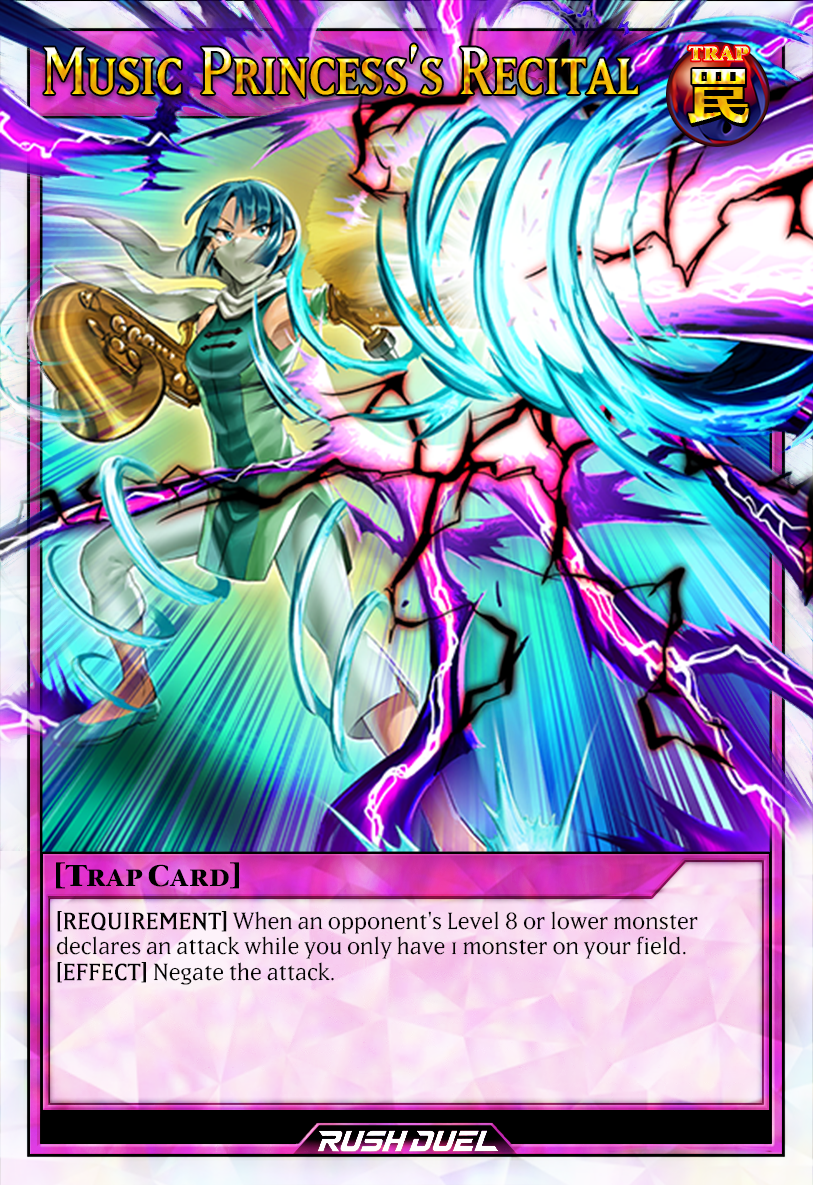 Music Princess's Recital
TRAP
罠
[Trap Card]
[REQUIREMENT] When an opponent's Level 8 or lower monster
declares an attack while you only have 1 monster on your field.
[EFFECT] Negate the attack.
RUSH DUEL